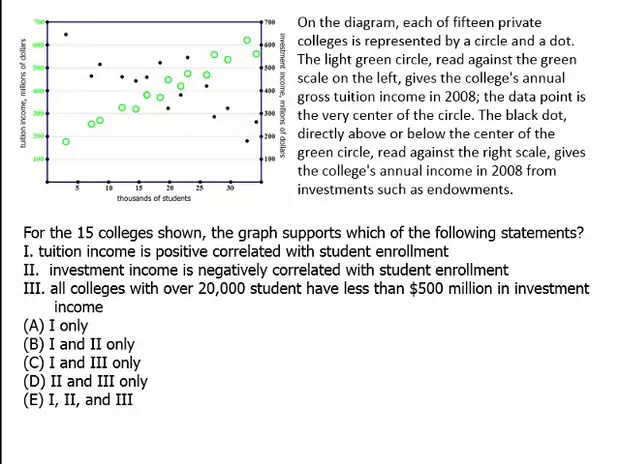 700
600
500
400
300
200
100
700
600
500
400
300
200
100
5 10 15 20 25 30
thousands of students
tuition income, millions of dollars
investment income, millions of dollars
On the diagram, each of fifteen private
colleges is represented by a circle and a dot.
The light green circle, read against the green
scale on the left, gives the college's annual
gross tuition income in 2008; the data point is
the very center of the circle. The black dot,
directly above or below the center of the
green circle, read against the right scale, gives
the college's annual income in 2008 from
investments such as endowments.
For the 15 colleges shown, the graph supports which of the following statements?
I. tuition income is positive correlated with student enrollment
II. investment income is negatively correlated with student enrollment
III. all colleges with over 20,000 student have less than $500 million in investment
income
(A) I only
(B) I and II only
(C) I and III only
(D) II and III only
(E) I, II, and III